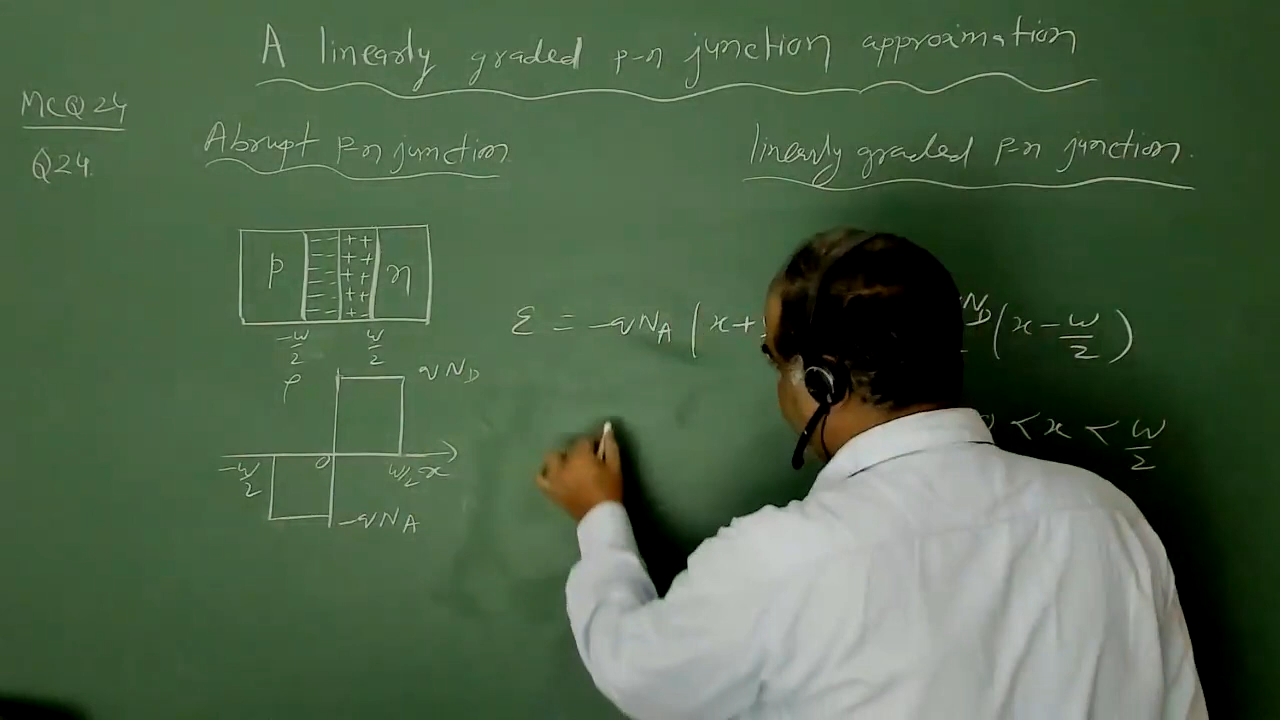 A linearly graded p-n junction approximation
MCQ 24
Q24.
Abrupt p-n junction
linearly graded p-n junction.
p -- ++ n
-- ++
-- ++
-- ++
-- ++
-- ++
-w/2 w/2
ρ
qN_D
-w/2 0 w/2 x
-qN_A
ε = -qN_A (x+
N_D (x - w/2)
< x < w/2